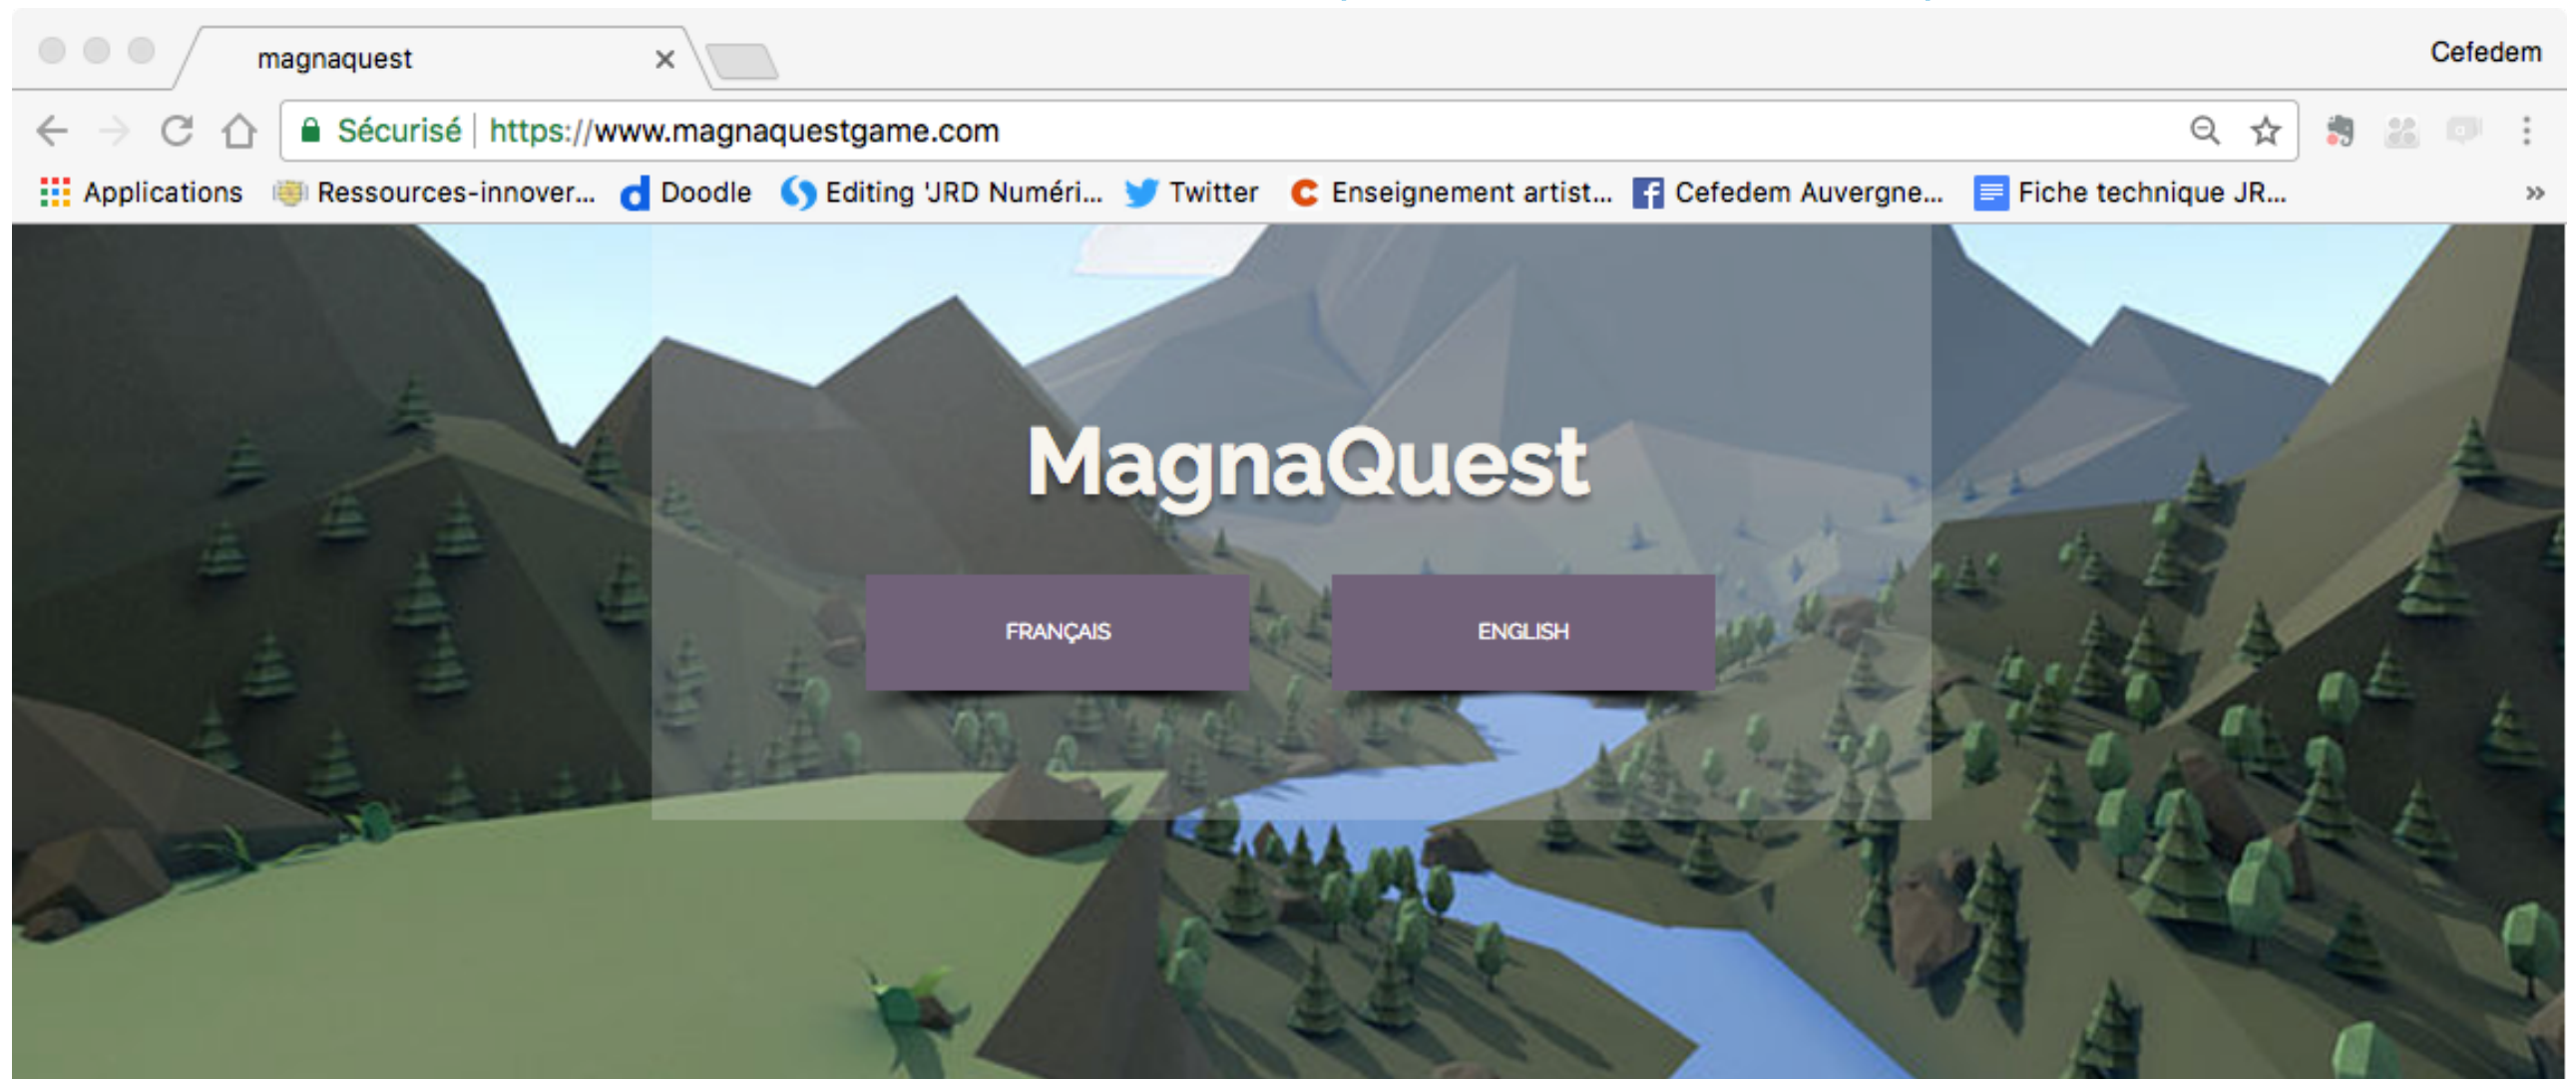 magnaquest
Cefedem
Sécurisé | https://www.magnaquestgame.com
Applications Ressources-innover... Doodle Editing 'JRD Numéri... Twitter Enseignement artist... Cefedem Auvergne... Fiche technique JR... »
MagnaQuest
FRANÇAIS ENGLISH